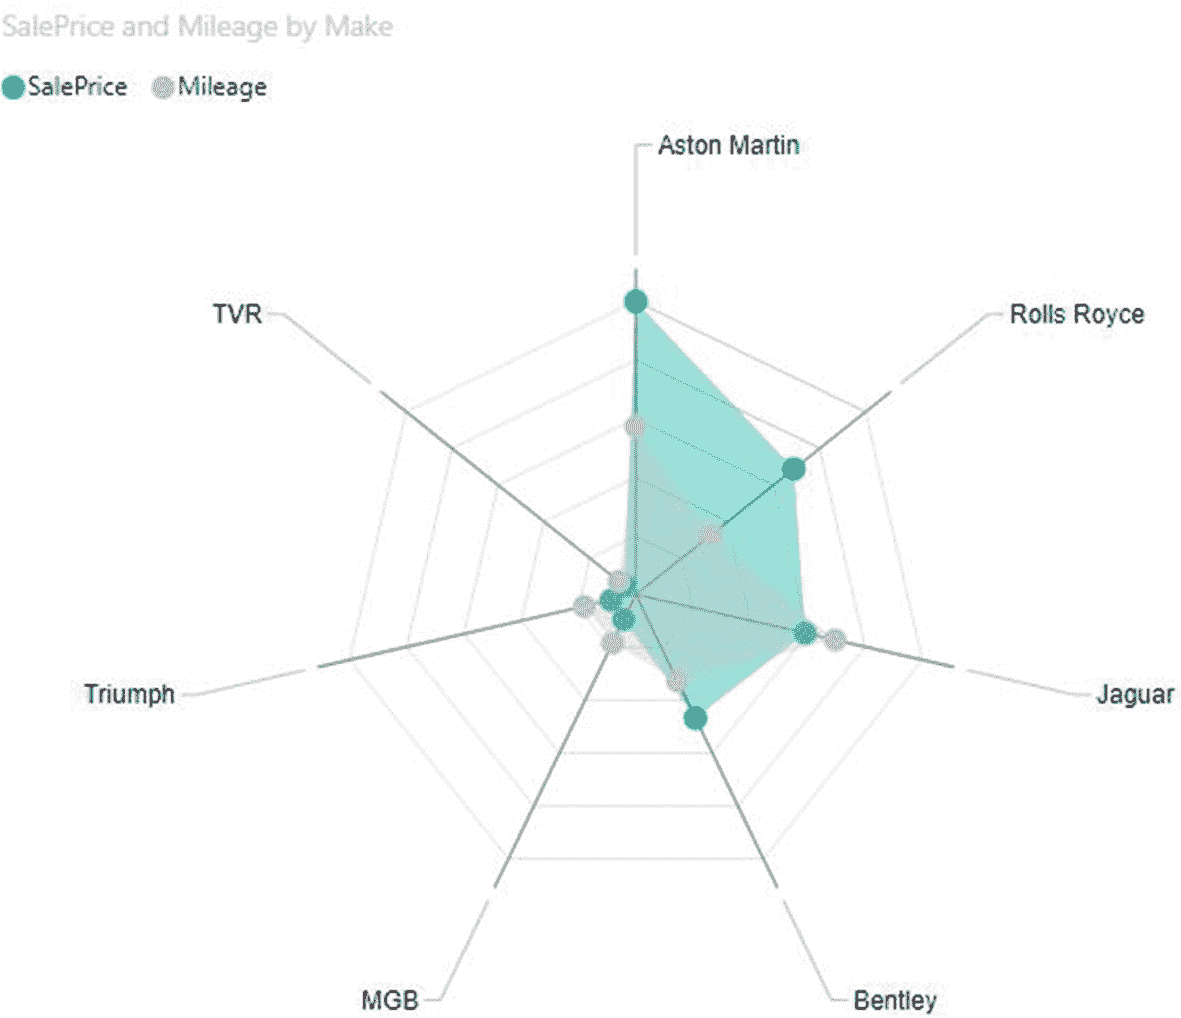 SalePrice and Mileage by Make
SalePrice Mileage
Aston Martin
TVR
Rolls Royce
Triumph
Jaguar
MGB
Bentley